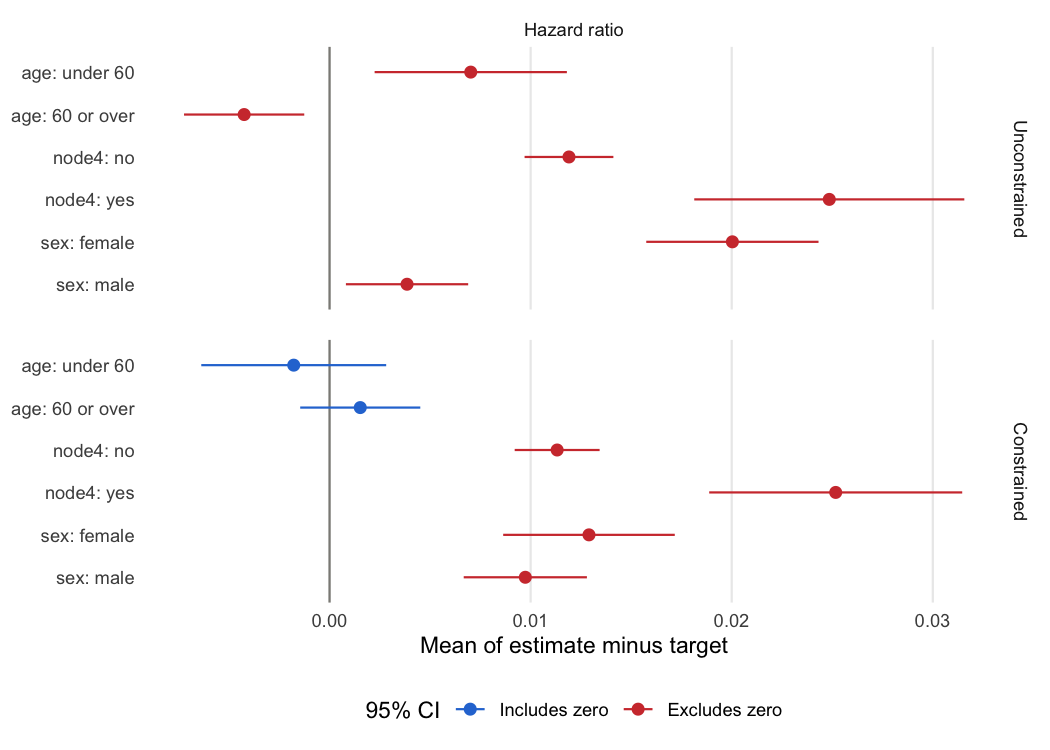 Hazard ratio
Unconstrained
age: under 60
age: 60 or over
node4: no
node4: yes
sex: female
sex: male
Constrained
age: under 60
age: 60 or over
node4: no
node4: yes
sex: female
sex: male
0.00 0.01 0.02 0.03
Mean of estimate minus target
95% CI Includes zero Excludes zero